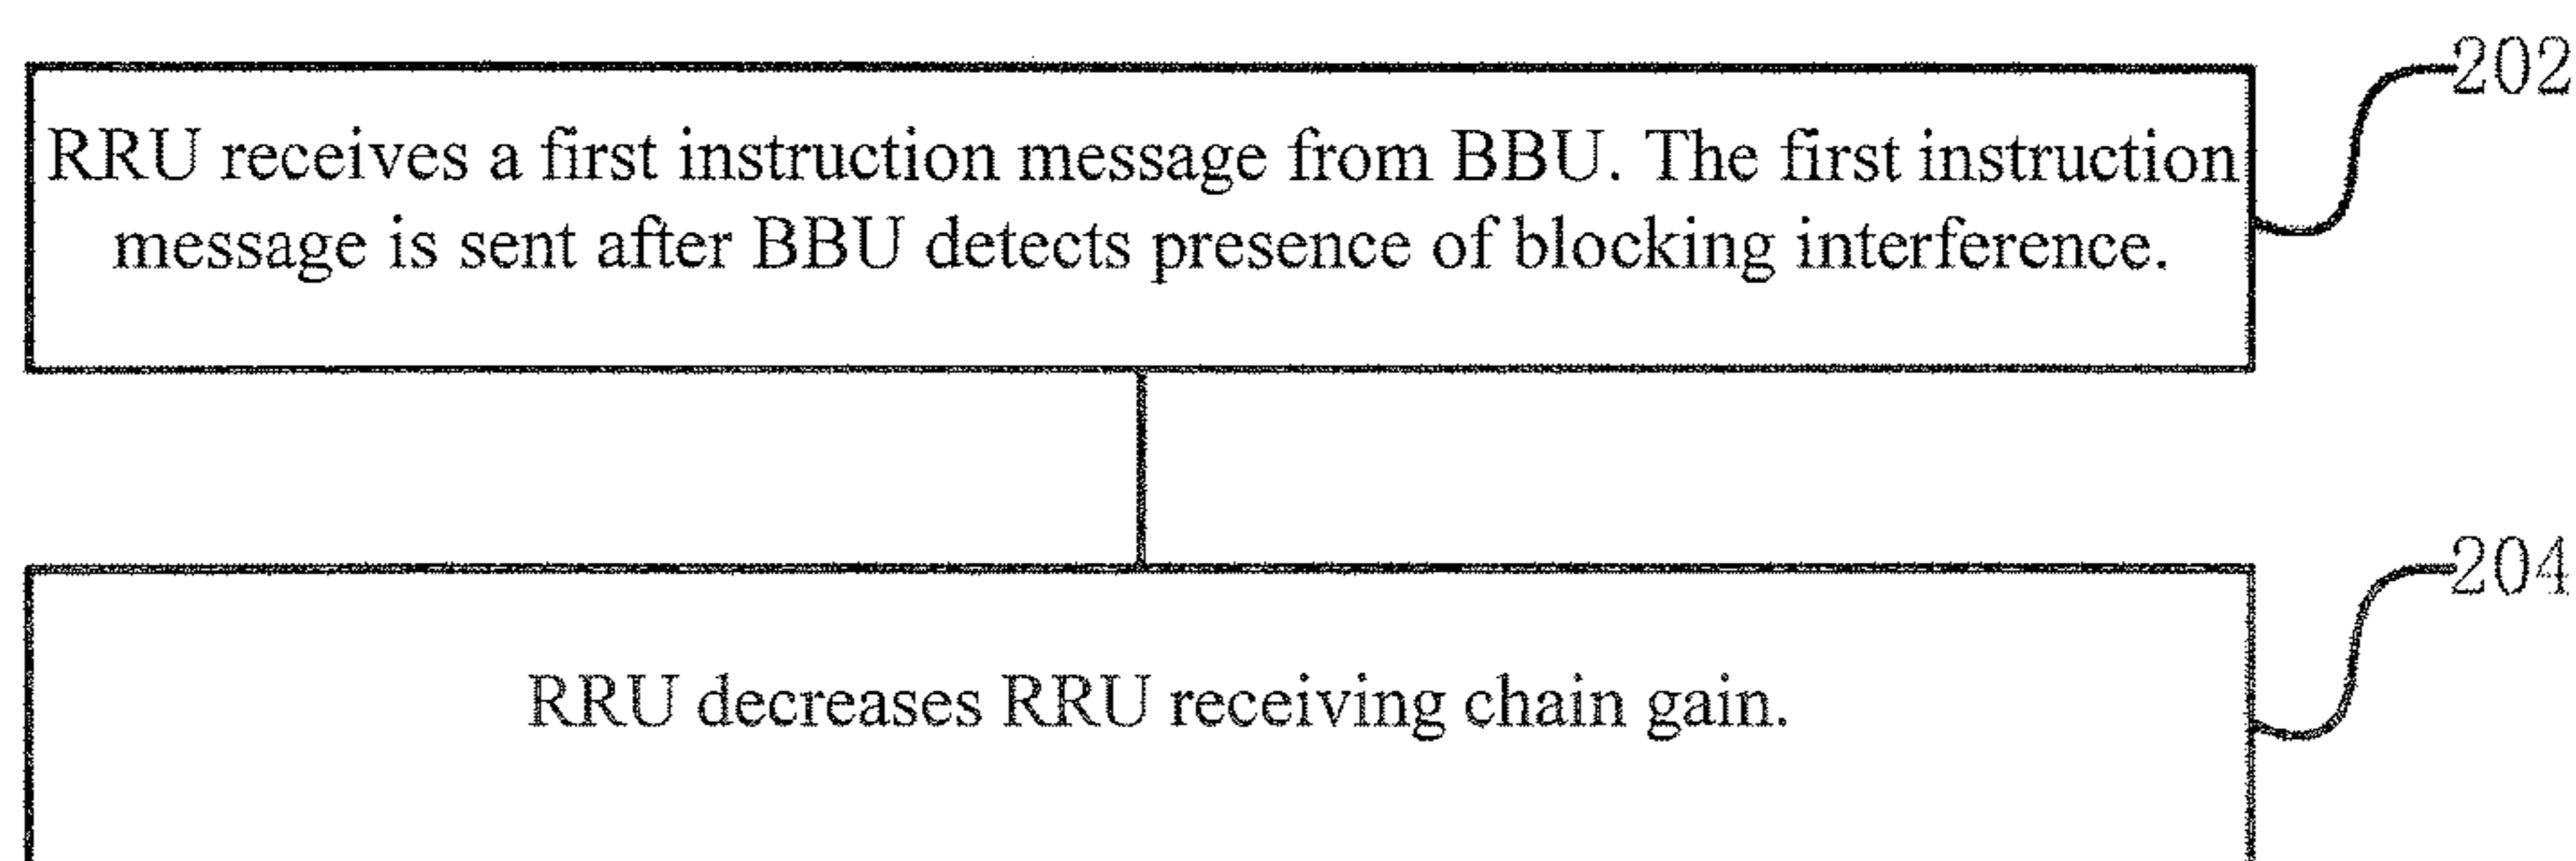 202
RRU receives a first instruction message from BBU. The first instruction
message is sent after BBU detects presence of blocking interference.
204
RRU decreases RRU receiving chain gain.